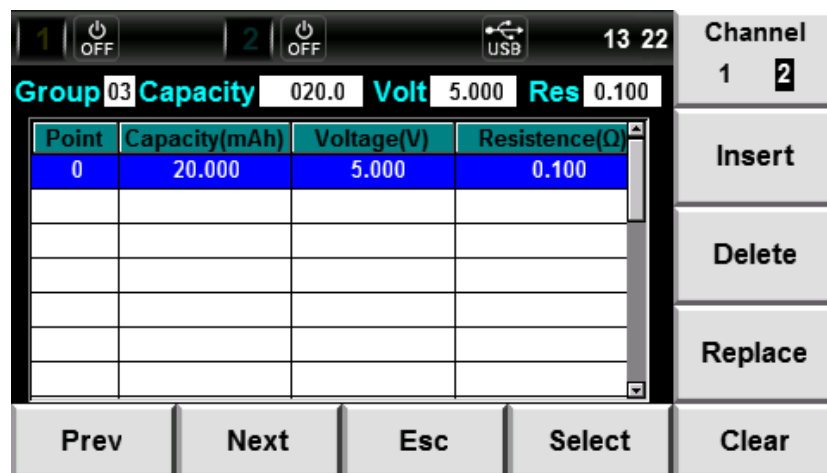 1 OFF 2 OFF USB 13 22
Channel
1 2
Group 03 Capacity 020.0 Volt 5.000 Res 0.100
Point Capacity(mAh) Voltage(V) Resistence(Ω)
0 20.000 5.000 0.100
Insert
Delete
Replace
Prev Next Esc Select Clear